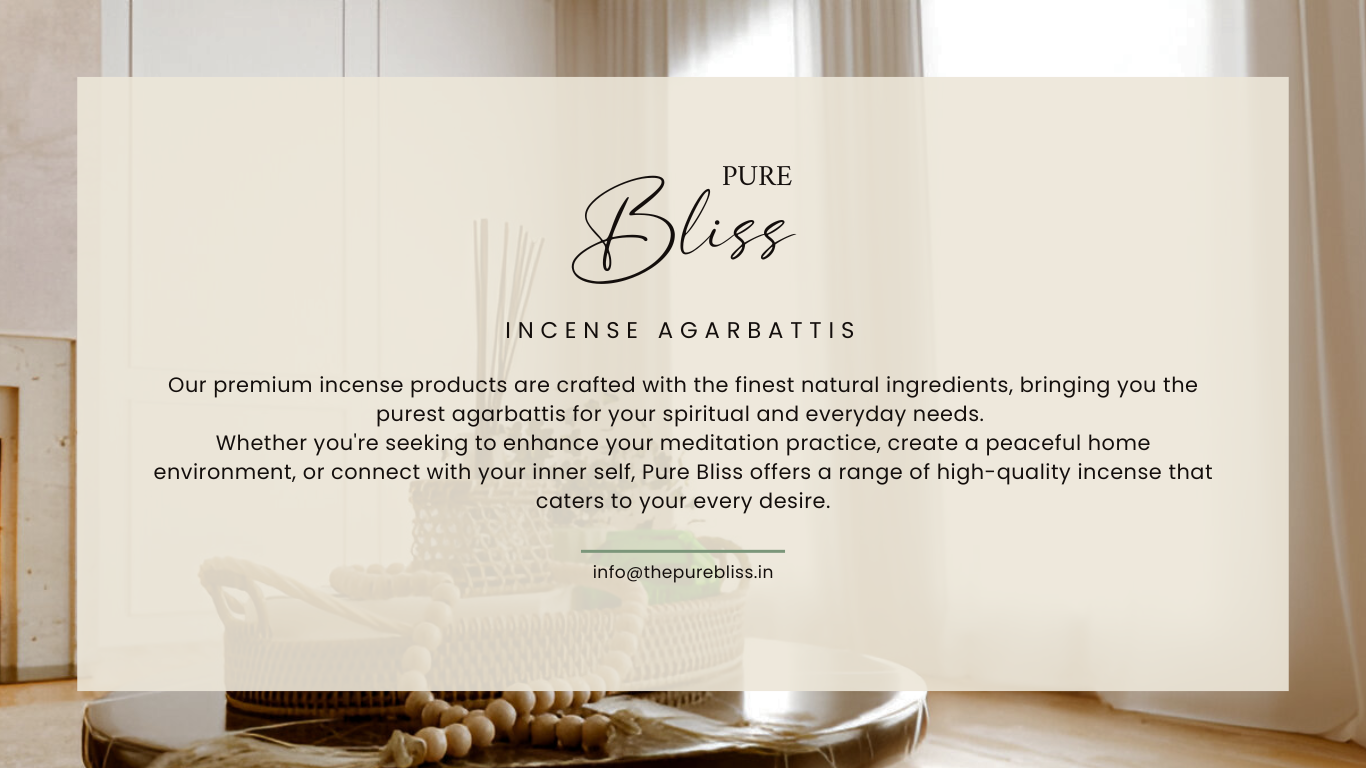 PURE
Bliss
INCENSE AGARBATTIS
Our premium incense products are crafted with the finest natural ingredients, bringing you the
purest agarbattis for your spiritual and everyday needs.
Whether you're seeking to enhance your meditation practice, create a peaceful home
environment, or connect with your inner self, Pure Bliss offers a range of high-quality incense that
caters to your every desire.
info@thepurebliss.in